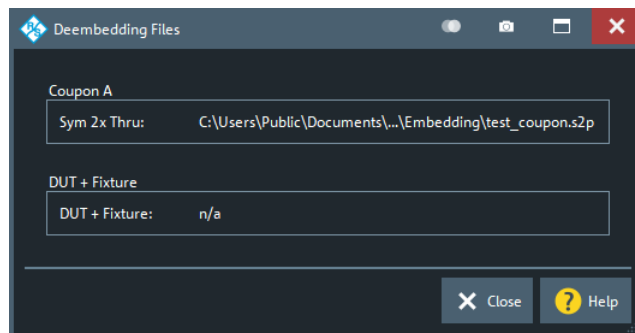 Deembedding Files
Coupon A
Sym 2x Thru: C:\Users\Public\Documents\...\Embedding\test_coupon.s2p
DUT + Fixture
DUT + Fixture: n/a
Close Help